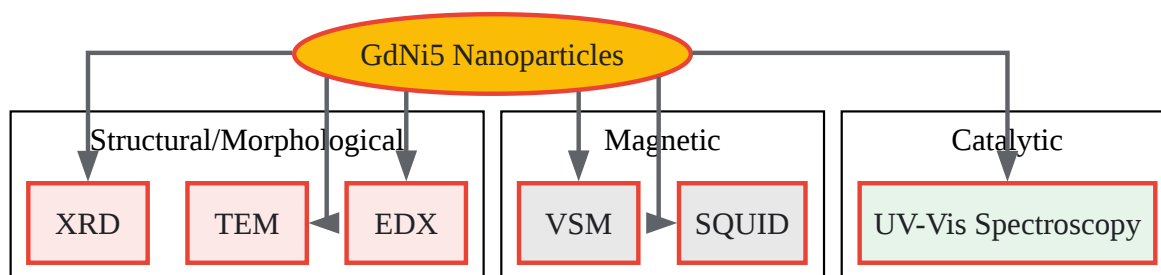 GdNi5 Nanoparticles
Structural/Morphological
Magnetic
Catalytic
XRD
TEM
EDX
VSM
SQUID
UV-Vis Spectroscopy